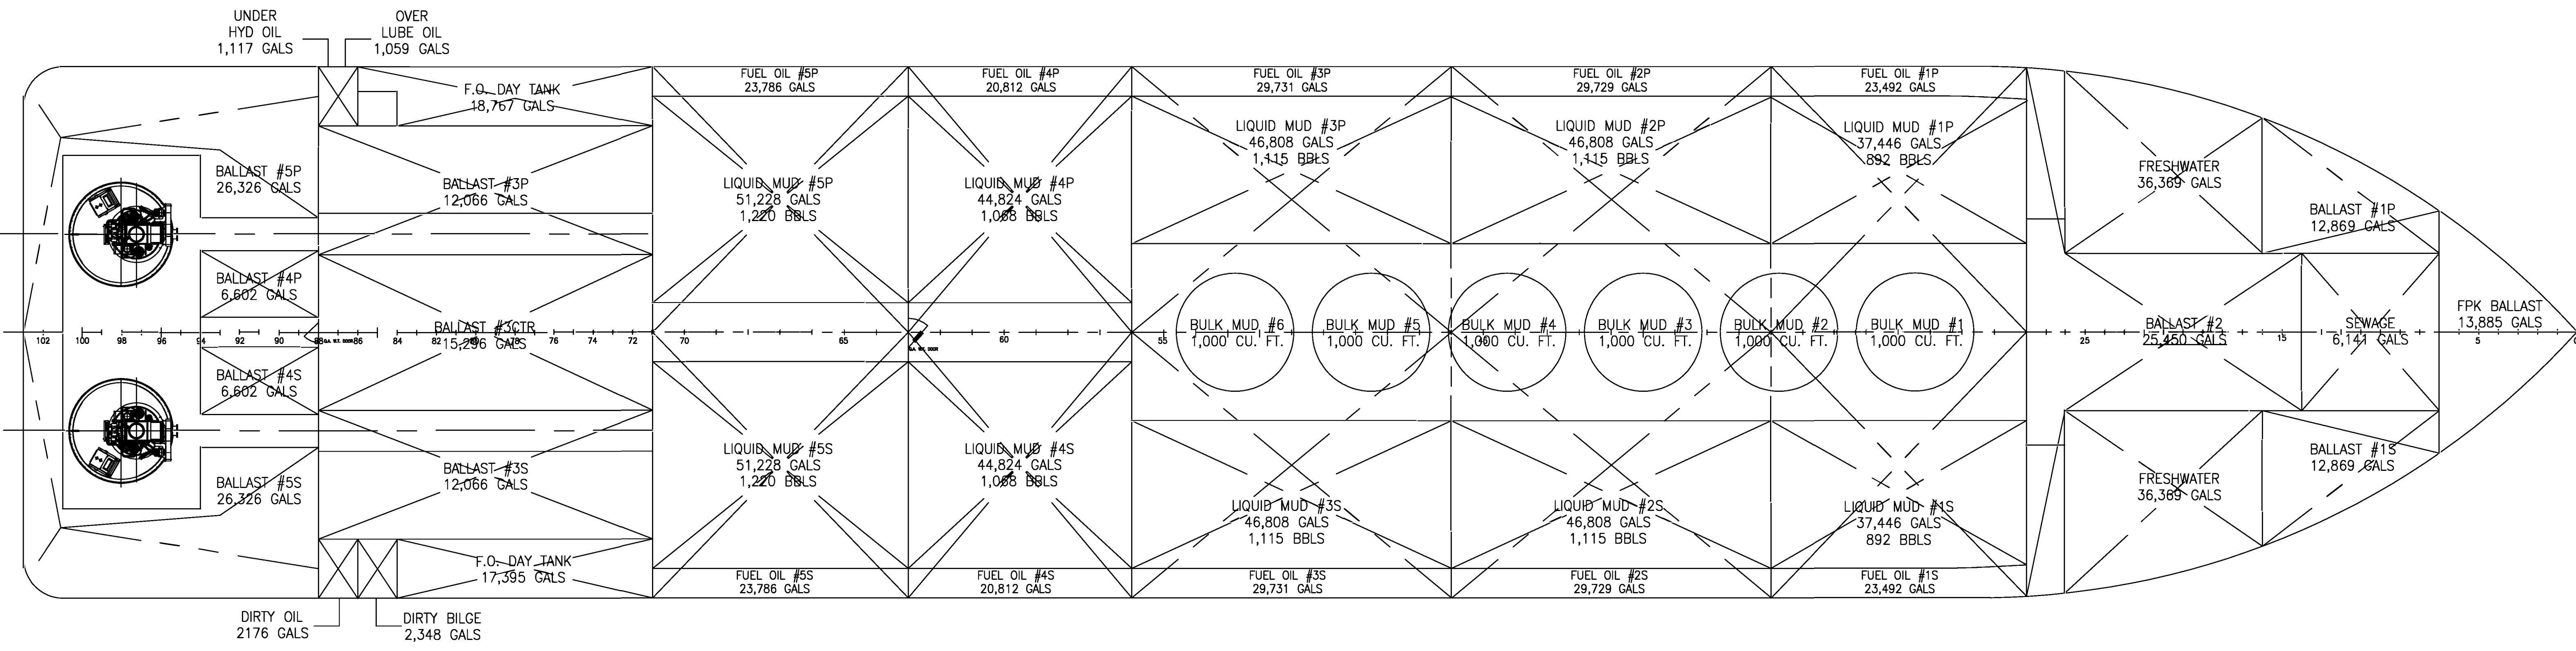 UNDER
HYD OIL
1,117 GALS
OVER
LUBE OIL
1,059 GALS
F.O. DAY TANK
18,767 GALS
FUEL OIL #5P
23,786 GALS
FUEL OIL #4P
20,812 GALS
FUEL OIL #3P
29,731 GALS
FUEL OIL #2P
29,729 GALS
FUEL OIL #1P
23,492 GALS
BALLAST #5P
26,326 GALS
BALLAST #3P
12,066 GALS
LIQUID MUD #5P
51,228 GALS
1,220 BBLS
LIQUID MUD #4P
44,824 GALS
1,068 BBLS
LIQUID MUD #3P
46,808 GALS
1,115 BBLS
LIQUID MUD #2P
46,808 GALS
1,115 BBLS
LIQUID MUD #1P
37,446 GALS
892 BBLS
FRESHWATER
36,369 GALS
BALLAST #1P
12,869 GALS
BALLAST #4P
6,602 GALS
BALLAST #3CTR
15,296 GALS
BULK MUD #6
1,000 CU. FT.
BULK MUD #5
1,000 CU. FT.
BULK MUD #4
1,000 CU. FT.
BULK MUD #3
1,000 CU. FT.
BULK MUD #2
1,000 CU. FT.
BULK MUD #1
1,000 CU. FT.
BALLAST #2
25,450 GALS
SEWAGE
6,141 GALS
FPK BALLAST
13,885 GALS
102 100 98 96 94 92 90 88 86 84 82 80 78 76 74 72 70 65 60 55 25 15 5 0
BALLAST #4S
6,602 GALS
BALLAST #5S
26,326 GALS
BALLAST #3S
12,066 GALS
LIQUID MUD #5S
51,228 GALS
1,220 BBLS
LIQUID MUD #4S
44,824 GALS
1,068 BBLS
LIQUID MUD #3S
46,808 GALS
1,115 BBLS
LIQUID MUD #2S
46,808 GALS
1,115 BBLS
LIQUID MUD #1S
37,446 GALS
892 BBLS
FRESHWATER
36,369 GALS
BALLAST #1S
12,869 GALS
F.O. DAY TANK
17,395 GALS
FUEL OIL #5S
23,786 GALS
FUEL OIL #4S
20,812 GALS
FUEL OIL #3S
29,731 GALS
FUEL OIL #2S
29,729 GALS
FUEL OIL #1S
23,492 GALS
DIRTY OIL
2176 GALS
DIRTY BILGE
2,348 GALS